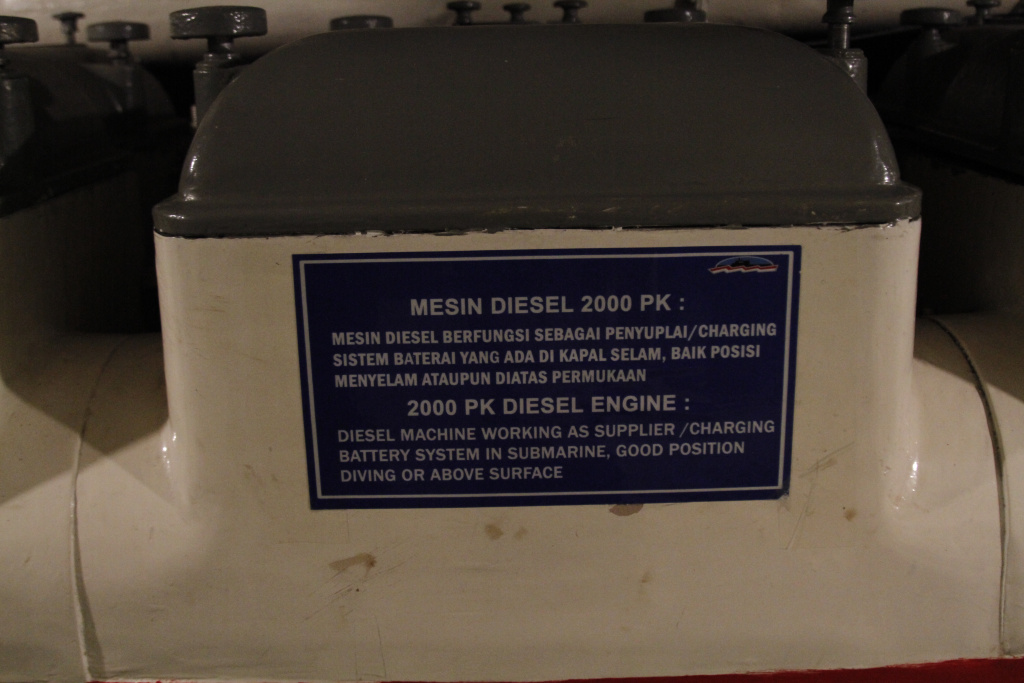 MESIN DIESEL 2000 PK :
MESIN DIESEL BERFUNGSI SEBAGAI PENYUPLAI/CHARGING
SISTEM BATERAI YANG ADA DI KAPAL SELAM, BAIK POSISI
MENYELAM ATAUPUN DIATAS PERMUKAAN
2000 PK DIESEL ENGINE :
DIESEL MACHINE WORKING AS SUPPLIER /CHARGING
BATTERY SYSTEM IN SUBMARINE, GOOD POSITION
DIVING OR ABOVE SURFACE